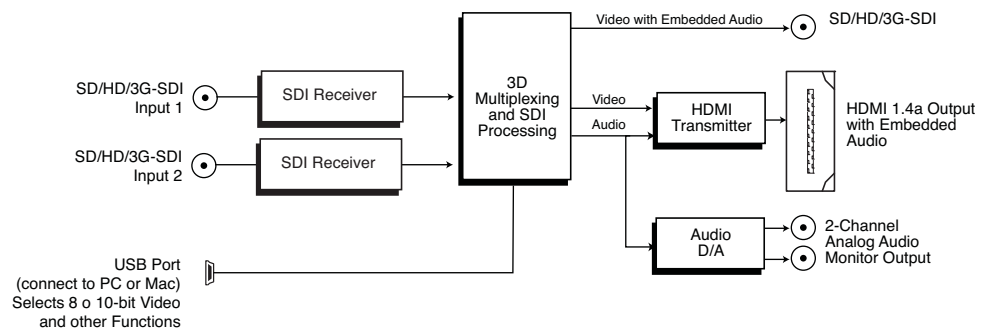 Video with Embedded Audio
SD/HD/3G-SDI
SD/HD/3G-SDI
Input 1
SDI Receiver
3D
Multiplexing
and SDI
Processing
Video
Audio
HDMI
Transmitter
HDMI 1.4a Output
with Embedded
Audio
SD/HD/3G-SDI
Input 2
SDI Receiver
Audio
D/A
2-Channel
Analog Audio
Monitor Output
USB Port
(connect to PC or Mac)
Selects 8 o 10-bit Video
and other Functions